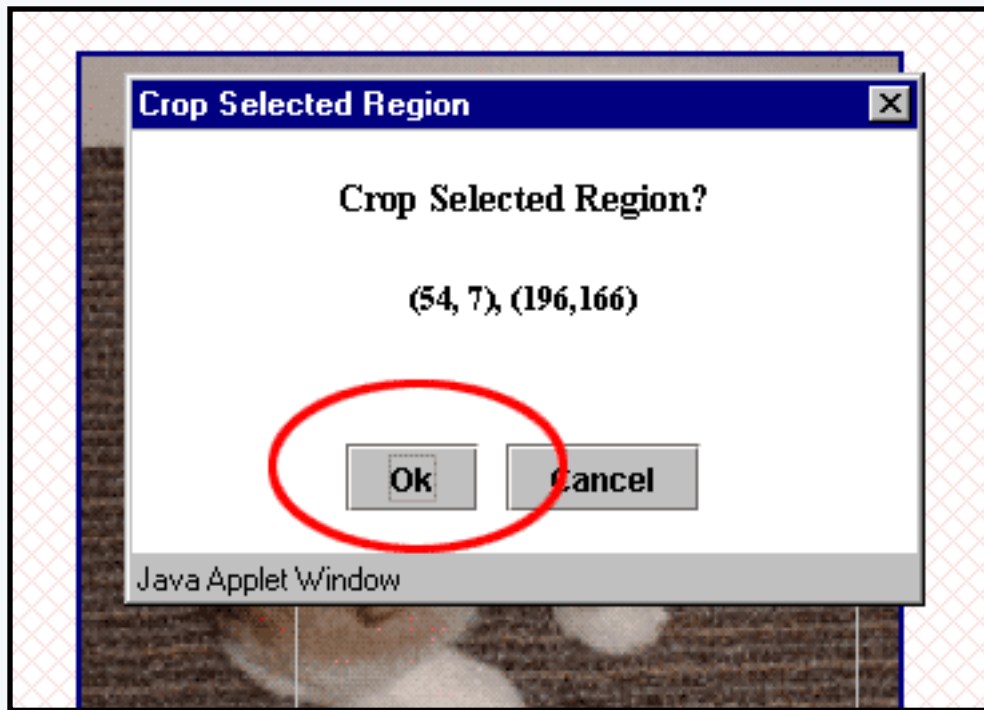 Crop Selected Region
Crop Selected Region?
(54, 7), (196,166)
Ok Cancel
Java Applet Window